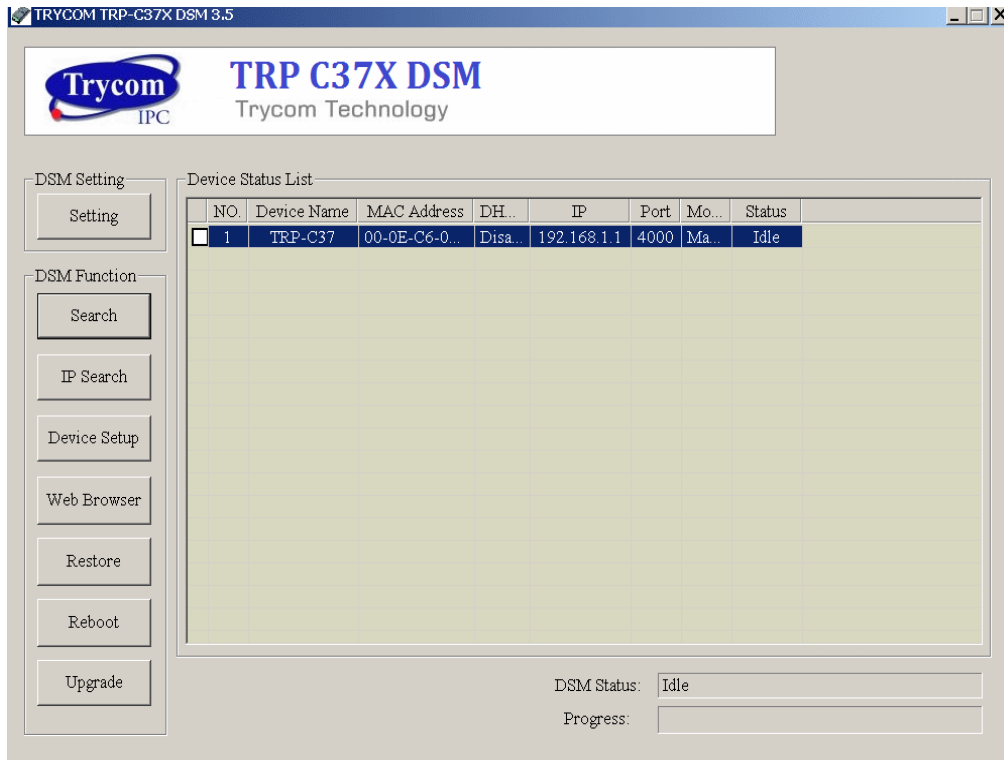 TRYCOM TRP-C37X DSM 3.5
Trycom
IPC
TRP C37X DSM
Trycom Technology
DSM Setting
Setting
DSM Function
Search
IP Search
Device Setup
Web Browser
Restore
Reboot
Upgrade
Device Status List
NO. Device Name MAC Address DH... IP Port Mo... Status
1 TRP-C37 00-0E-C6-0... Disa... 192.168.1.1 4000 Ma... Idle
DSM Status: Idle
Progress: